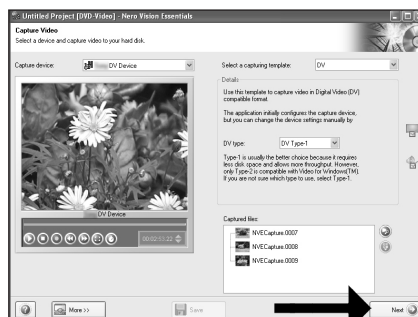 Untitled Project [DVD-Video] - Nero Vision Essentials
Capture Video
Select a device and capture video to your hard disk.
Capture device:
DV Device
Select a capturing template:
DV
Details
Use this template to capture video in Digital Video (DV)
compatible format.
The application initially configures the capture device,
but you can change the device settings manually by
DV type:
DV Type-1
Type-1 is usually the better choice because it requires
less disk space and allows more throughput. However,
only Type-2 is compatible with Video for Windows(TM).
If you are not sure which type to use, select Type-1.
DV Device
00:02:53.22
Captured files:
NVECapture.0007
NVECapture.0008
NVECapture.0009
More >>
Save
Next